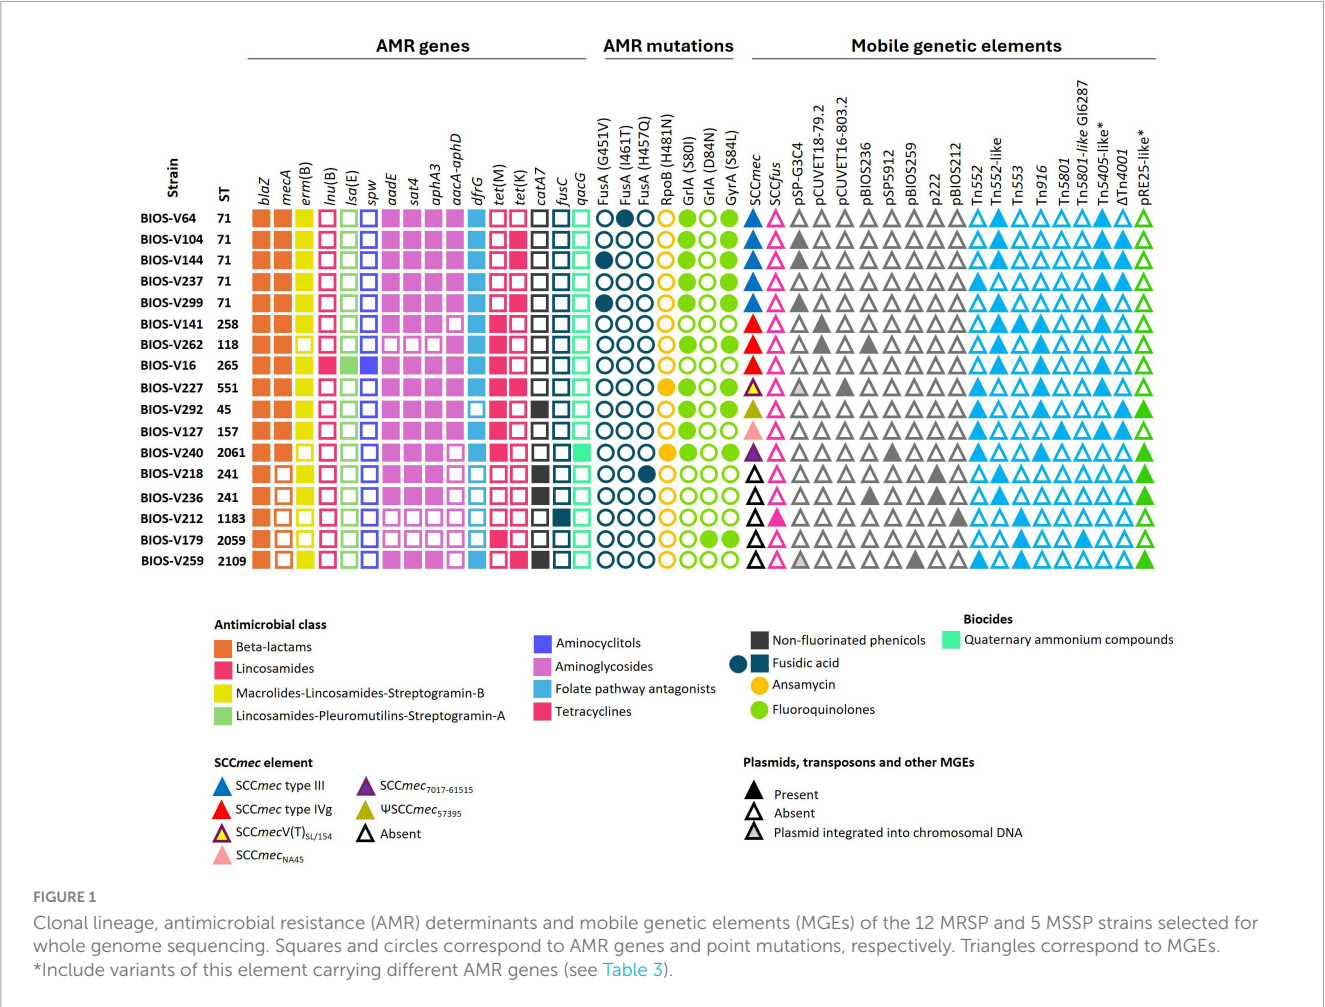 AMR genes AMR mutations Mobile genetic elements
Strain ST blaZ mecA erm(B) lnu(B) lsa(E) spw aadE sat4 aphA3 aacA-aphD dfrG tet(M) tet(K) catA7 fusC qacG FusA (G451V) FusA (I461T) FusA (H457Q) RpoB (H481N) GrlA (S80I) GrlA (D84N) GyrA (S84L) SCCmec SCCfus pSP-G3C4 pCUVET18-79.2 pCUVET16-803.2 pBIOS236 pSP5912 pBIOS259 p222 pBIOS212 Tn552 Tn552-like Tn553 Tn916 Tn5801 Tn5801-like GI6287 Tn5405-like* ΔTn4001 pRE25-like*
BIOS-V64 71
BIOS-V104 71
BIOS-V144 71
BIOS-V237 71
BIOS-V299 71
BIOS-V141 258
BIOS-V262 118
BIOS-V16 265
BIOS-V227 551
BIOS-V292 45
BIOS-V127 157
BIOS-V240 2061
BIOS-V218 241
BIOS-V236 241
BIOS-V212 1183
BIOS-V179 2059
BIOS-V259 2109
Antimicrobial class
Beta-lactams
Lincosamides
Macrolides-Lincosamides-Streptogramin-B
Lincosamides-Pleuromutilins-Streptogramin-A
Aminocyclitols
Aminoglycosides
Folate pathway antagonists
Tetracyclines
Non-fluorinated phenicols
Fusidic acid
Ansamycin
Fluoroquinolones
Biocides
Quaternary ammonium compounds
SCCmec element
SCCmec type III
SCCmec type IVg
SCCmecV(T)SL/154
SCCmecNA45
SCCmec7017-61515
ΨSCCmec57395
Absent
Plasmids, transposons and other MGEs
Present
Absent
Plasmid integrated into chromosomal DNA
FIGURE 1
Clonal lineage, antimicrobial resistance (AMR) determinants and mobile genetic elements (MGEs) of the 12 MRSP and 5 MSSP strains selected for
whole genome sequencing. Squares and circles correspond to AMR genes and point mutations, respectively. Triangles correspond to MGEs.
*Include variants of this element carrying different AMR genes (see Table 3).